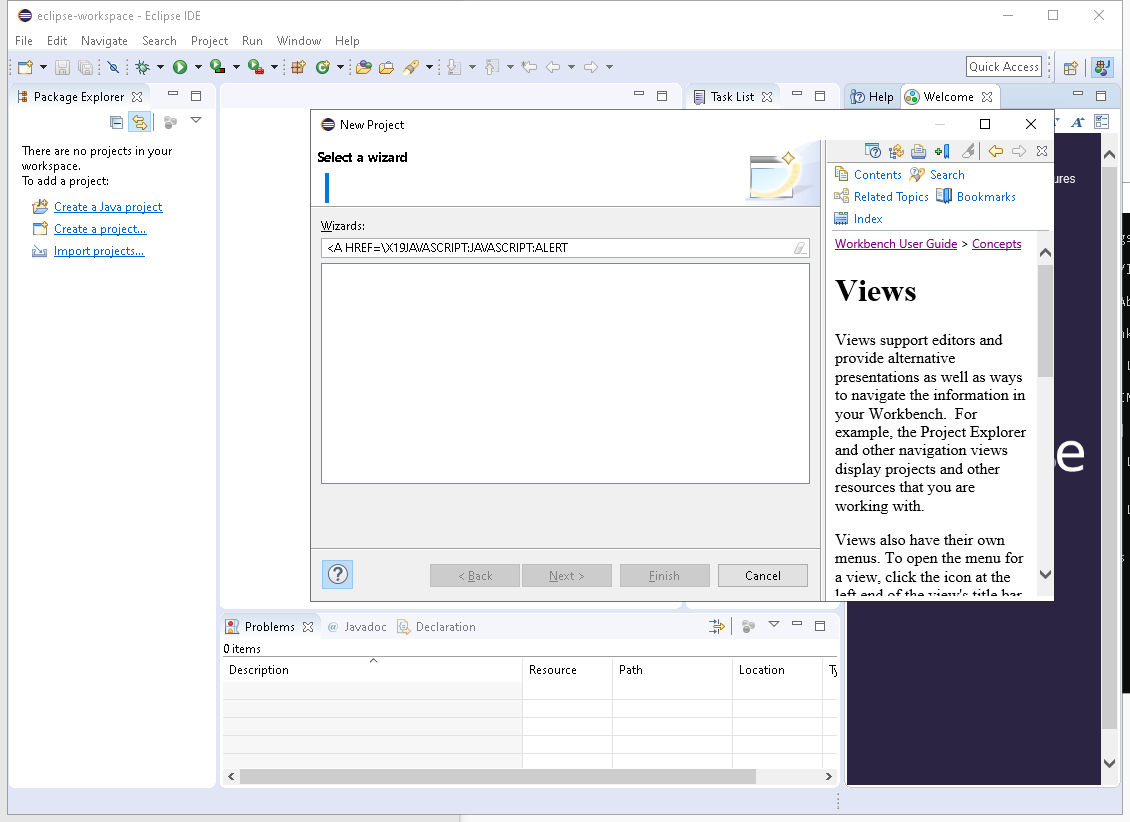 eclipse-workspace - Eclipse IDE
File Edit Navigate Search Project Run Window Help
Quick Access
Package Explorer
Task List
Help
Welcome
There are no projects in your
workspace.
To add a project:
Create a Java project
Create a project...
Import projects...
New Project
Select a wizard
Wizards:
<A HREF=\X19JAVASCRIPT:JAVASCRIPT:ALERT
< Back
Next >
Finish
Cancel
Contents
Search
Related Topics
Bookmarks
Index
Workbench User Guide > Concepts
Views
Views support editors and
provide alternative
presentations as well as ways
to navigate the information in
your Workbench. For
example, the Project Explorer
and other navigation views
display projects and other
resources that you are
working with.
Views also have their own
menus. To open the menu for
a view, click the icon at the
left end of the view's title bar.
ures
se
Problems
@ Javadoc
Declaration
0 items
Description
Resource
Path
Location